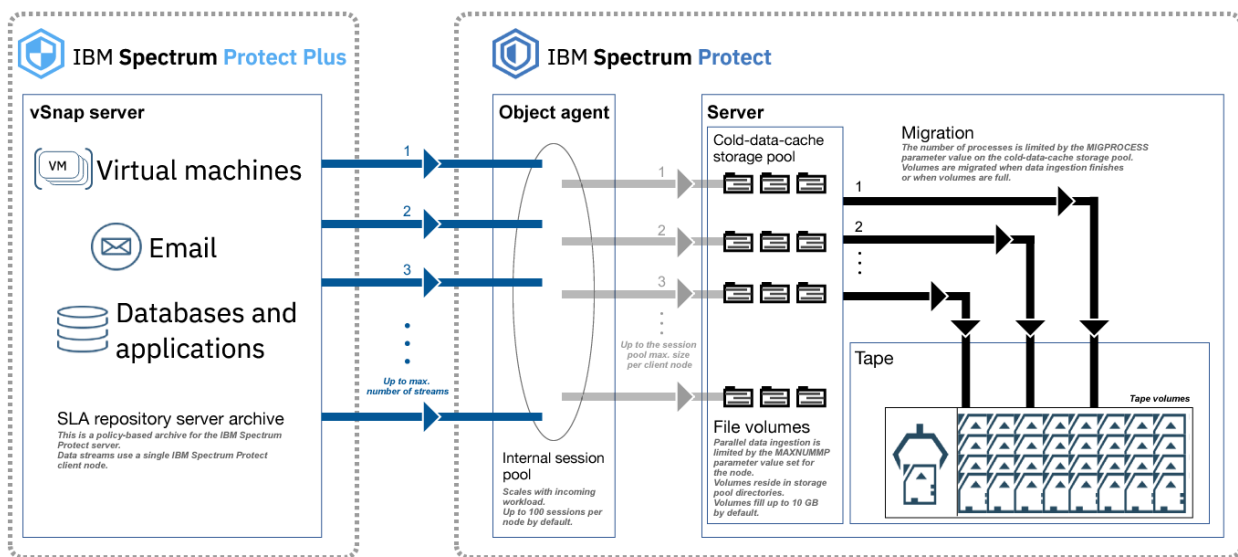 IBM Spectrum Protect Plus
vSnap server
VM
Virtual machines
Email
Databases and
applications
SLA repository server archive
This is a policy-based archive for the IBM Spectrum
Protect server.
Data streams use a single IBM Spectrum Protect
client node.
1
2
3
Up to max.
number of streams
IBM Spectrum Protect
Object agent
Internal session
pool
Scales with incoming
workload.
Up to 100 sessions per
node by default.
1
2
3
Up to the session
pool max. size
per client node
Server
Cold-data-cache
storage pool
File volumes
Parallel data ingestion is
limited by the MAXNUMMP
parameter value set for
the node.
Volumes reside in storage
pool directories.
Volumes fill up to 10 GB
by default.
Migration
The number of processes is limited by the MIGPROCESS
parameter value on the cold-data-cache storage pool.
Volumes are migrated when data ingestion finishes
or when volumes are full.
1
2
Tape
Tape volumes